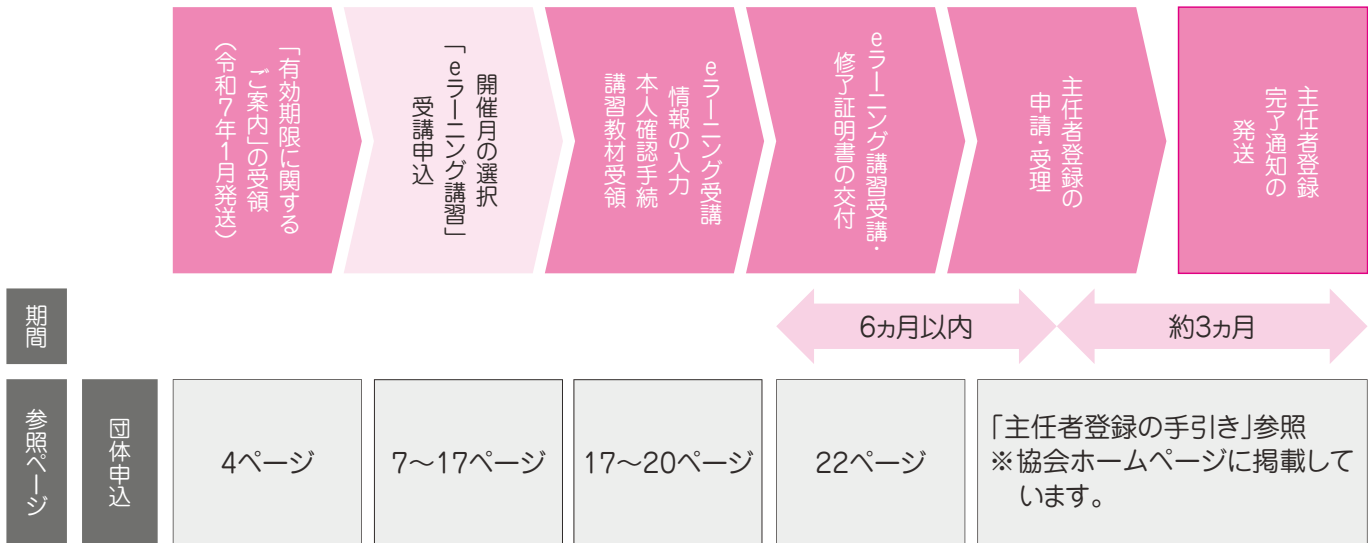 「有効期限に関する
ご案内」の受領
（令和7年1月発送）
開催月の選択
「eラーニング講習」
受講申込
eラーニング受講
情報の入力
本人確認手続
講習教材受領
eラーニング講習受講・
修了証明書の交付
主任者登録の
申請・受理
主任者登録
完了通知の
発送
期間
6ヵ月以内
約3ヵ月
参照ページ
団体申込
4ページ
7〜17ページ
17〜20ページ
22ページ
「主任者登録の手引き」参照
※協会ホームページに掲載して
います。